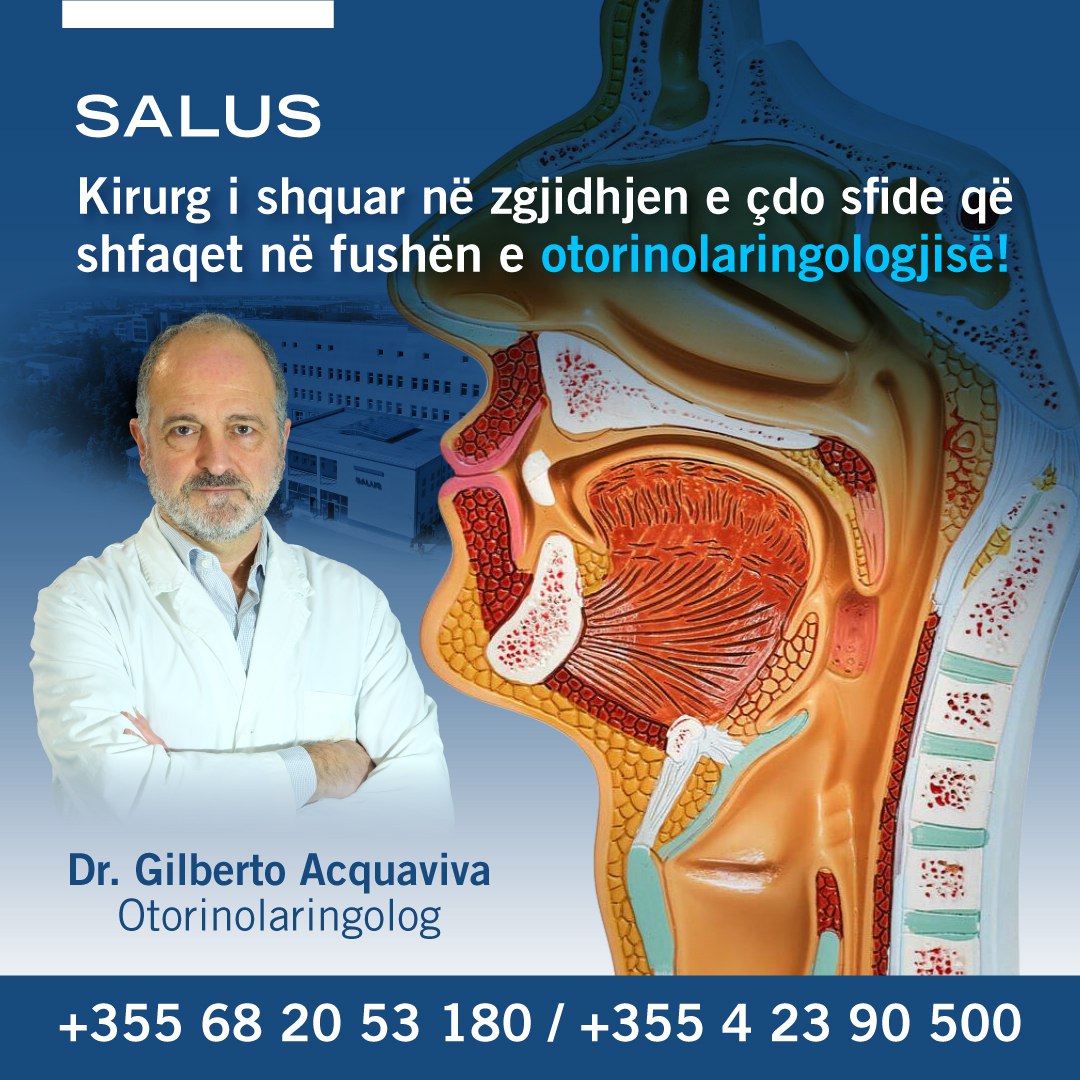 SALUS
Kirurg i shquar në zgjidhjen e çdo sfide që
shfaqet në fushën e otorinolaringologjisë!
SALUS
Dr. Gilberto Acquaviva
Otorinolaringolog
+355 68 20 53 180 / +355 4 23 90 500